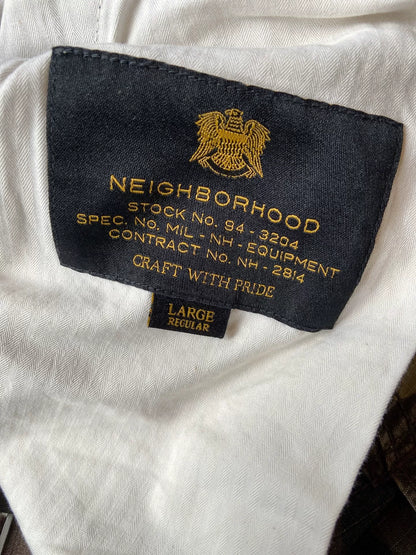 NEIGHBORHOOD
STOCK No. 94 - 3204
SPEC. No. MIL - NH - EQUIPMENT
CONTRACT No. NH - 2814
CRAFT WITH PRIDE
LARGE
REGULAR